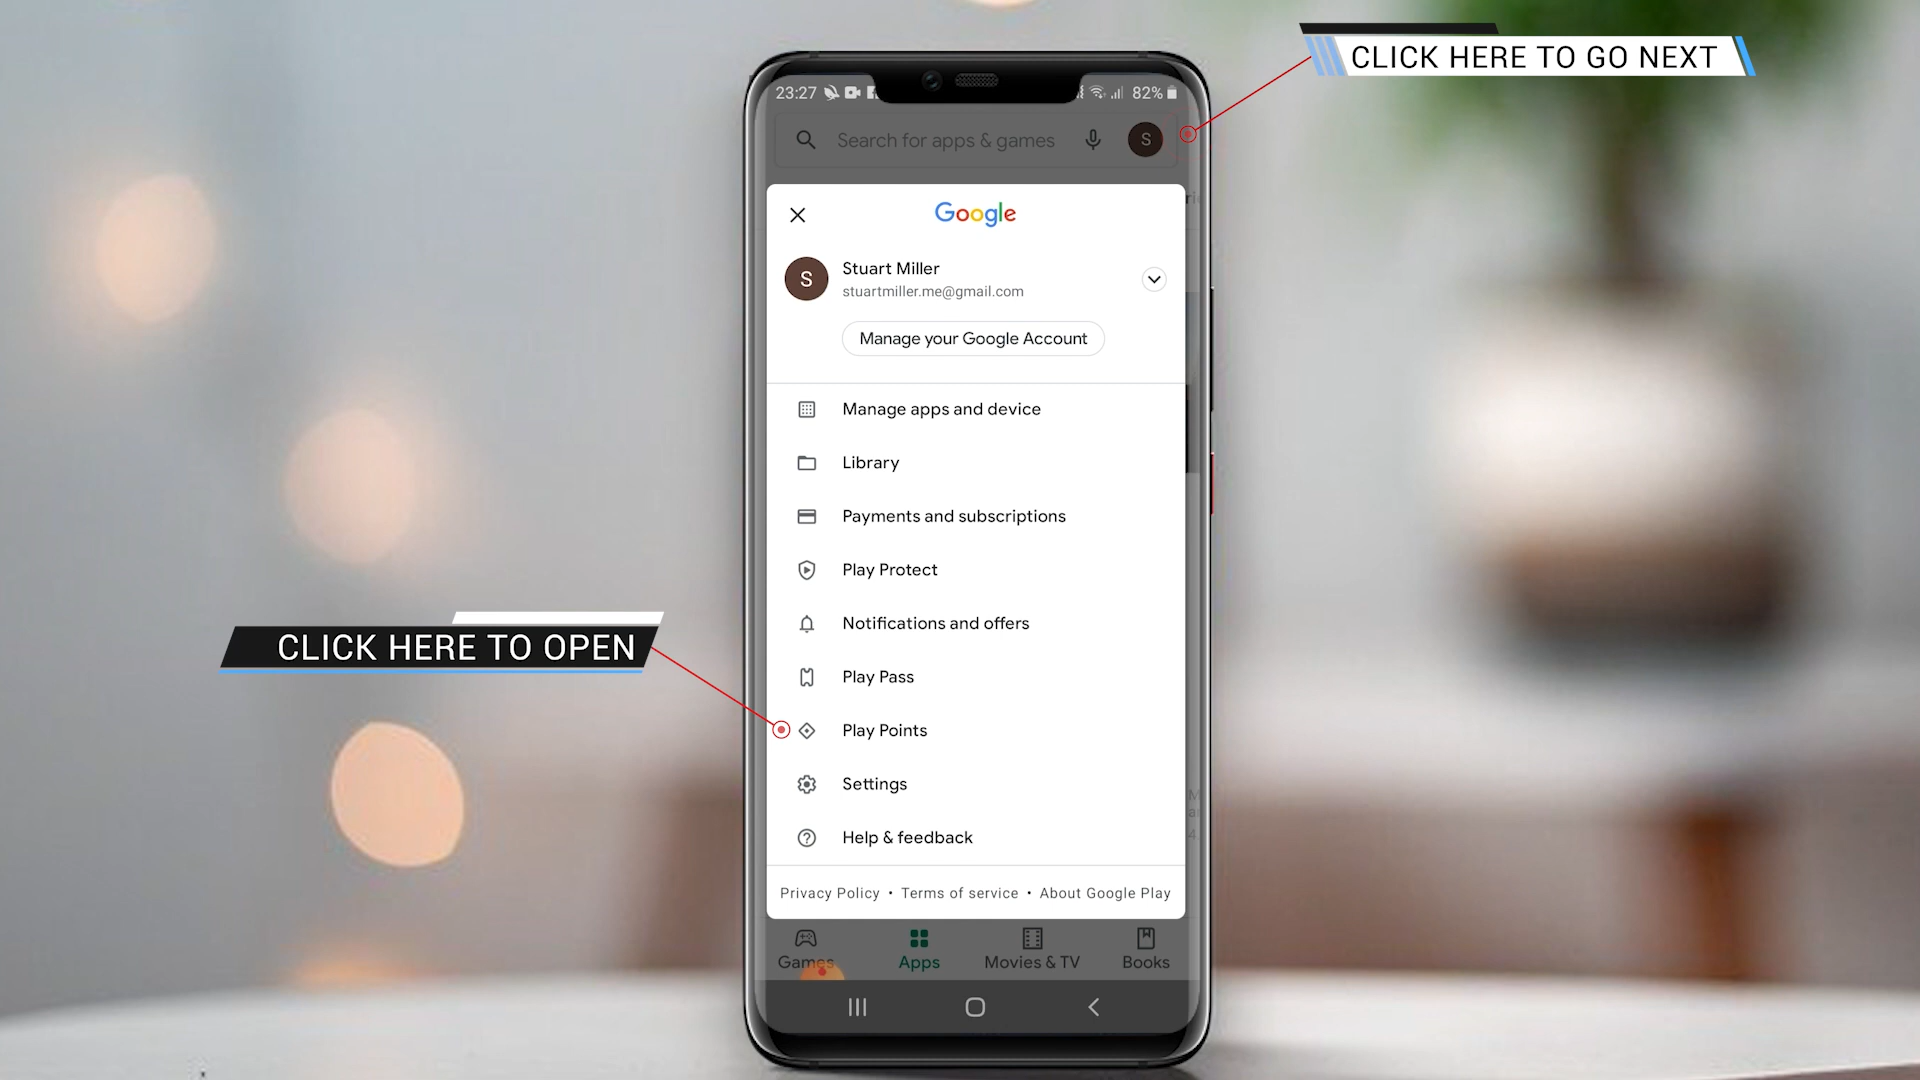 CLICK HERE TO GO NEXT
23:27 82%
Search for apps & games S
Google
S Stuart Miller
stuartmiller.me@gmail.com
Manage your Google Account
Manage apps and device
Library
Payments and subscriptions
Play Protect
Notifications and offers
CLICK HERE TO OPEN
Play Pass
Play Points
Settings
Help & feedback
Privacy Policy • Terms of service • About Google Play
Games Apps Movies & TV Books